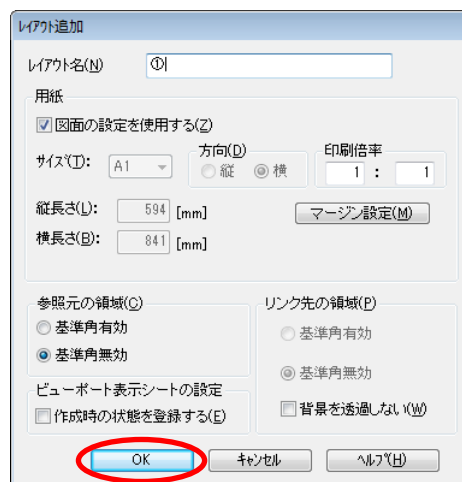 レイアウト追加
レイアウト名(N) ①
用紙
図面の設定を使用する(Z)
サイズ(T): A1 方向(D) 縦 横 印刷倍率 1 : 1
縦長さ(L): 594 [mm] マージン設定(M)
横長さ(B): 841 [mm]
参照元の領域(C)
基準角有効
基準角無効
ビューポート表示シートの設定
作成時の状態を登録する(E)
リンク先の領域(P)
基準角有効
基準角無効
背景を透過しない(W)
OK キャンセル ヘルプ(H)